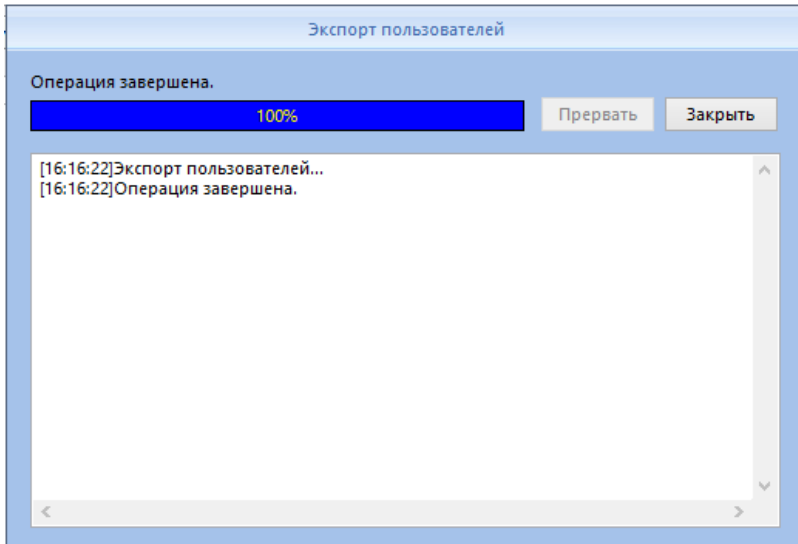 Экспорт пользователей
Операция завершена.
100%
Прервать
Закрыть
[16:16:22]Экспорт пользователей...
[16:16:22]Операция завершена.